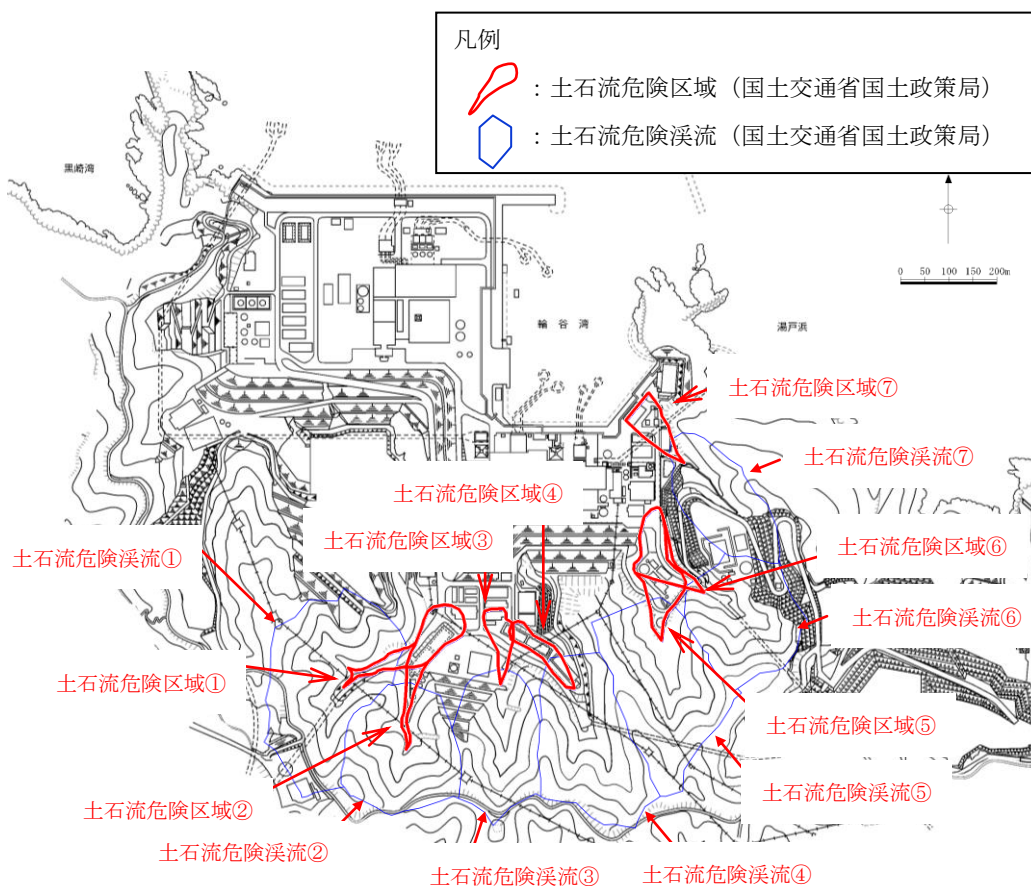 凡例
：土石流危険区域（国土交通省国土政策局）
：土石流危険渓流（国土交通省国土政策局）
黒崎湾
0 50 100 150 200m
輪谷湾
湯戸浜
土石流危険区域⑦
土石流危険渓流⑦
土石流危険区域④
土石流危険区域③
土石流危険渓流①
土石流危険区域⑥
土石流危険渓流⑥
土石流危険区域①
土石流危険区域⑤
土石流危険渓流⑤
土石流危険区域②
土石流危険渓流②
土石流危険渓流③
土石流危険渓流④